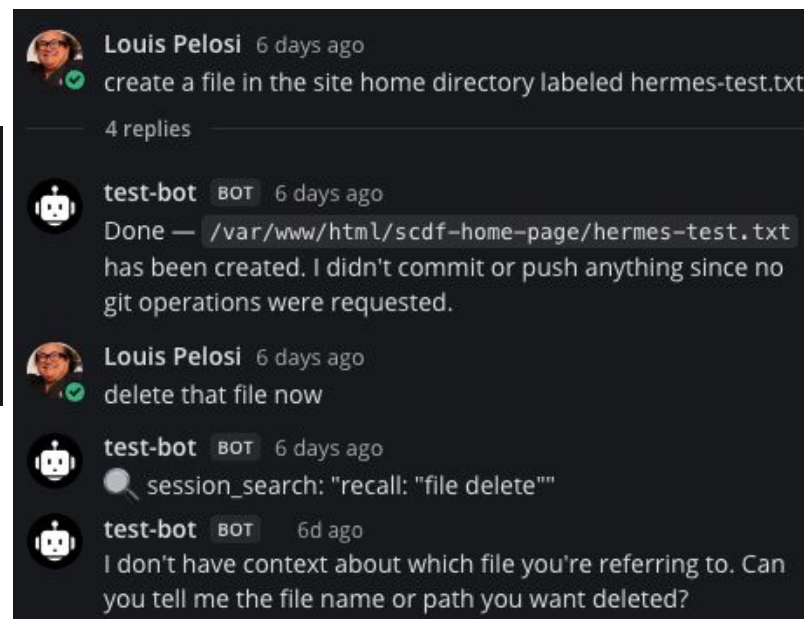 Louis Pelosi 6 days ago
create a file in the site home directory labeled hermes-test.txt
4 replies
test-bot BOT 6 days ago
Done — /var/www/html/scdf-home-page/hermes-test.txt
has been created. I didn't commit or push anything since no
git operations were requested.
Louis Pelosi 6 days ago
delete that file now
test-bot BOT 6 days ago
🔍 session_search: "recall: "file delete""
test-bot BOT 6d ago
I don't have context about which file you're referring to. Can
you tell me the file name or path you want deleted?